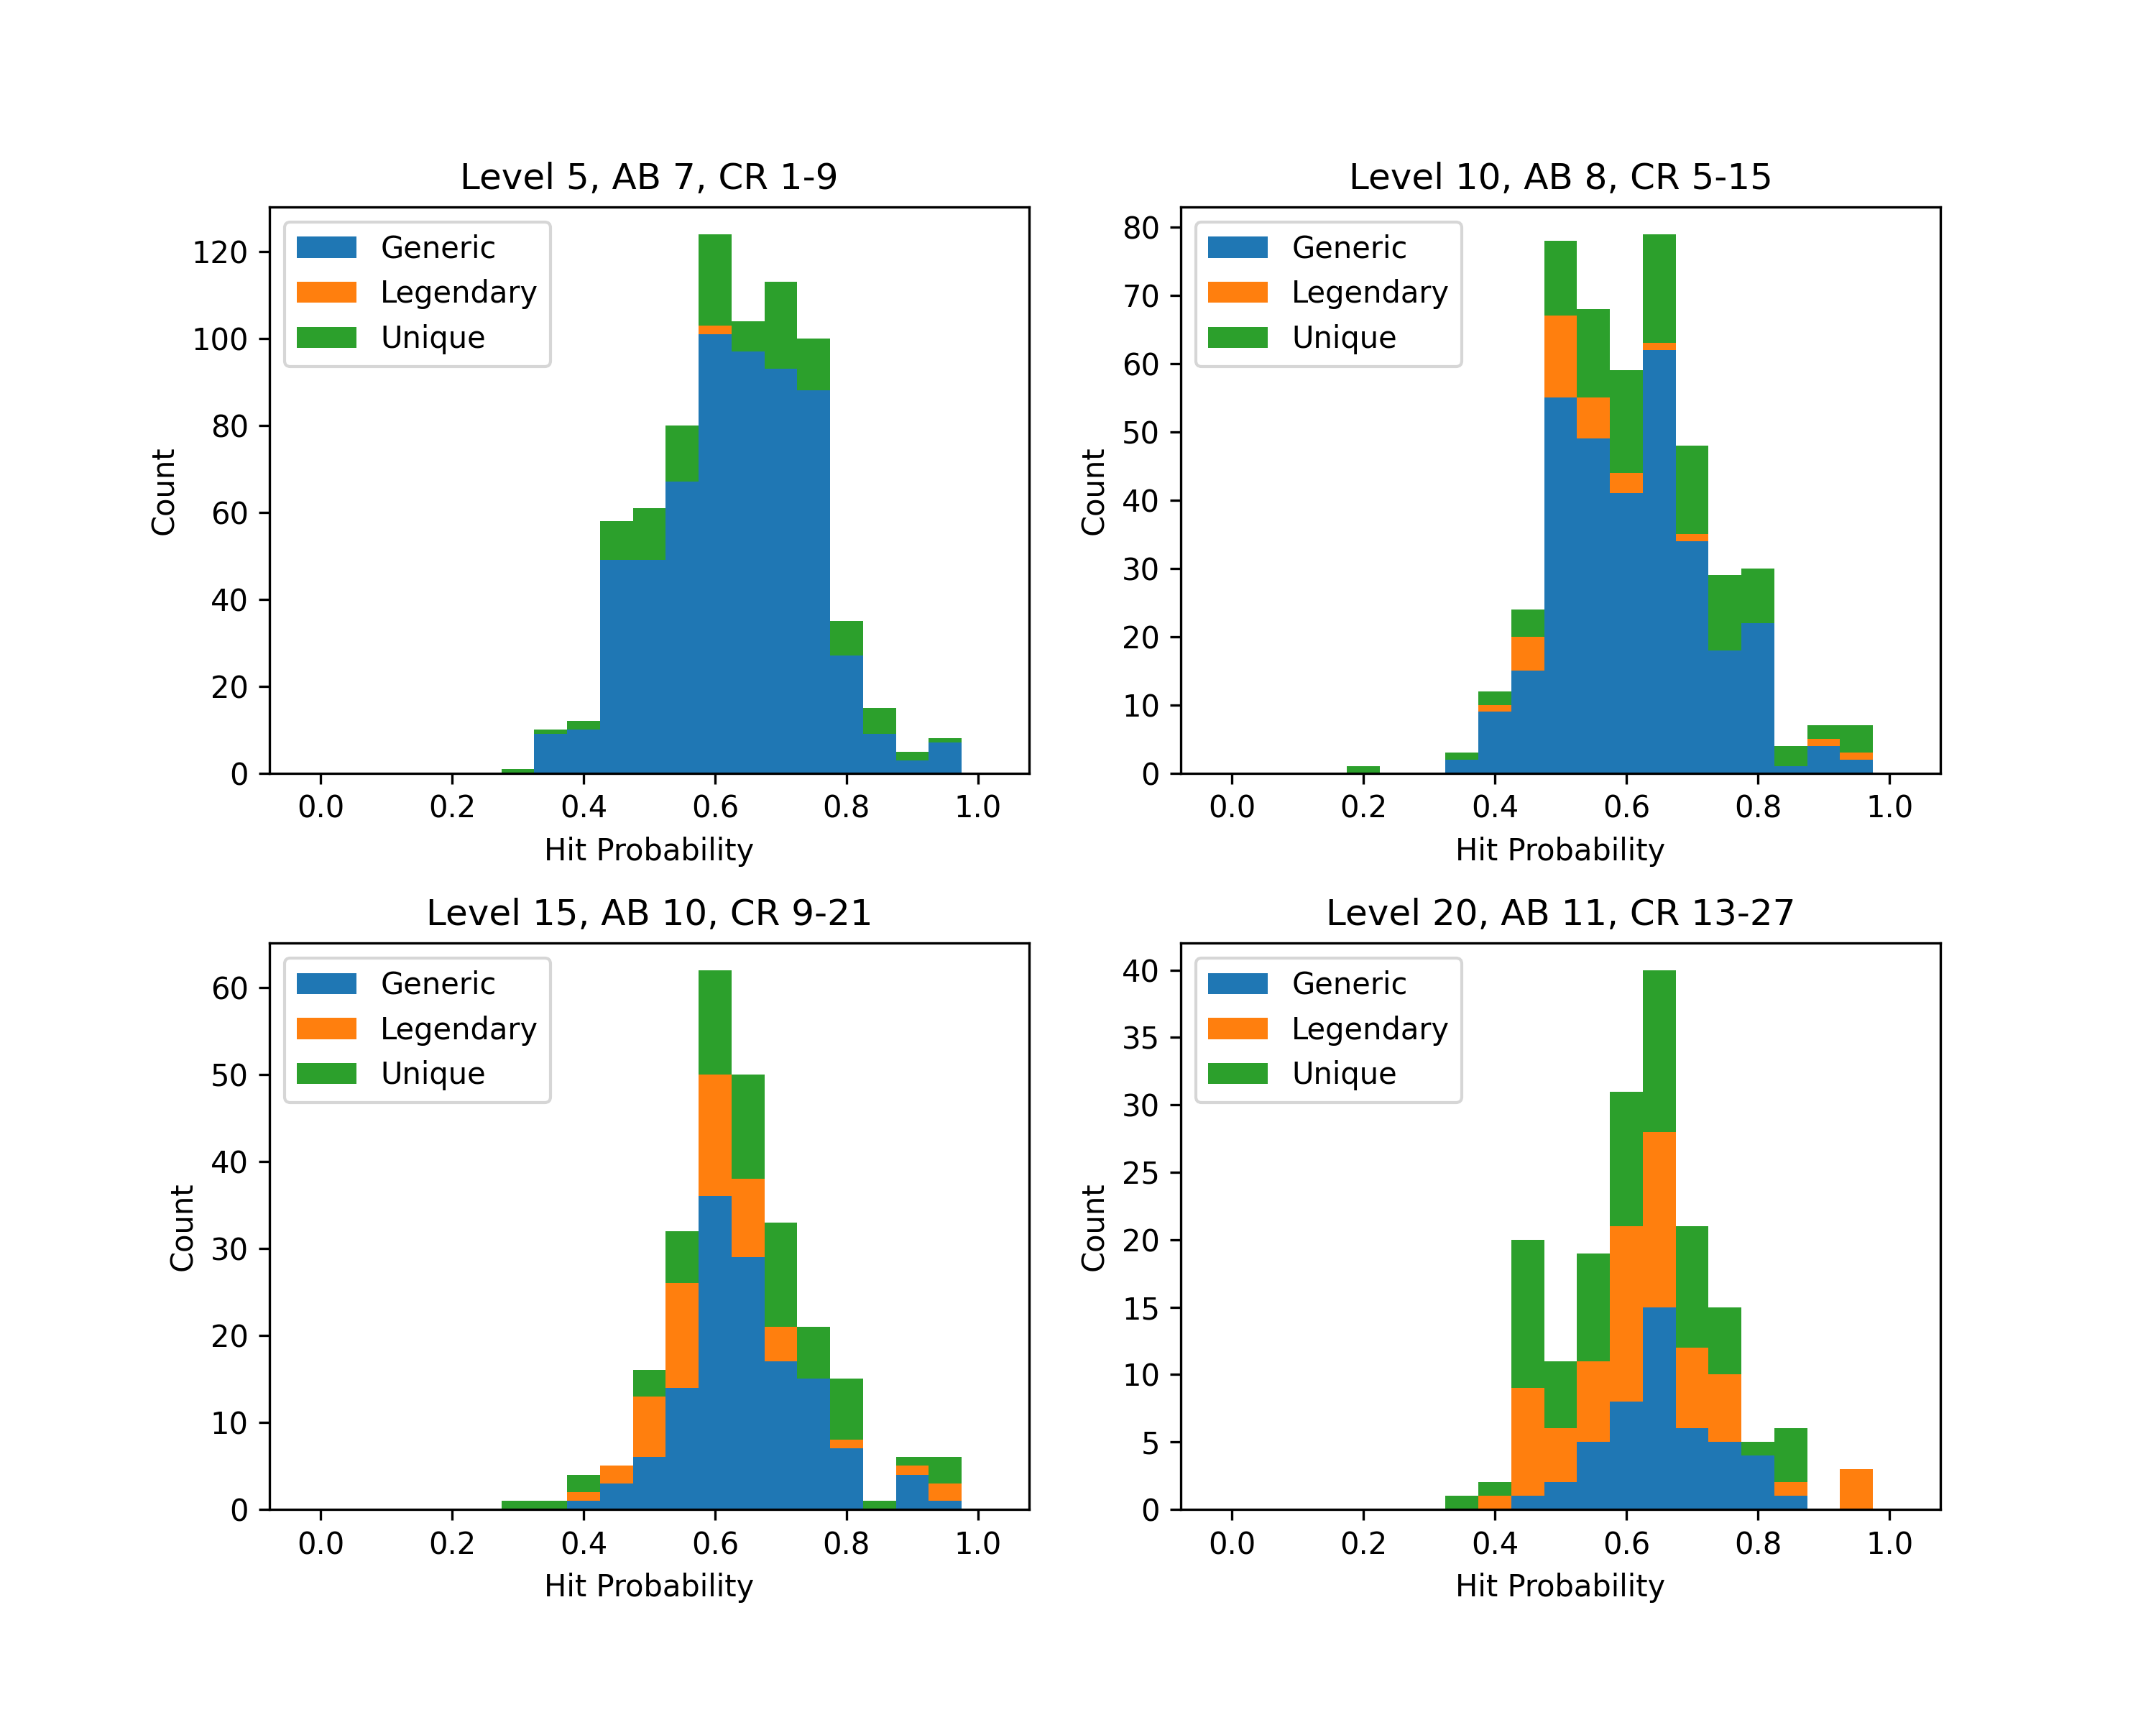 Level 5, AB 7, CR 1-9
Generic
Legendary
Unique
120
100
80
60
40
20
0
Count
0.0 0.2 0.4 0.6 0.8 1.0
Hit Probability
Level 10, AB 8, CR 5-15
Generic
Legendary
Unique
80
70
60
50
40
30
20
10
0
Count
0.0 0.2 0.4 0.6 0.8 1.0
Hit Probability
Level 15, AB 10, CR 9-21
Generic
Legendary
Unique
60
50
40
30
20
10
0
Count
0.0 0.2 0.4 0.6 0.8 1.0
Hit Probability
Level 20, AB 11, CR 13-27
Generic
Legendary
Unique
40
35
30
25
20
15
10
5
0
Count
0.0 0.2 0.4 0.6 0.8 1.0
Hit Probability